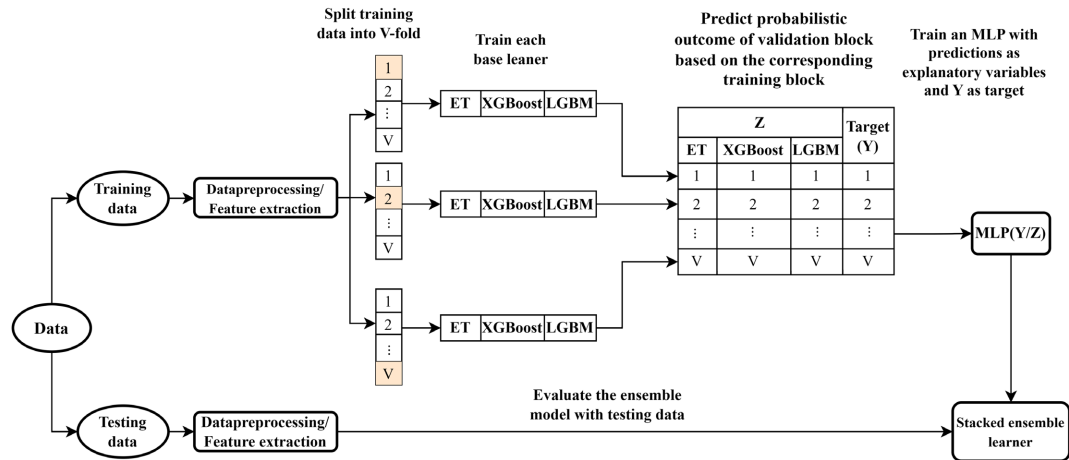 Split training
data into V-fold
Train each
base leaner
Predict probabilistic
outcome of validation block
based on the corresponding
training block
Train an MLP with
predictions as
explanatory variables
and Y as target
1
2
⋮
V
ET XGBoost LGBM
Z
Target
(Y)
ET XGBoost LGBM
1 1 1 1
2 2 2 2
⋮ ⋮ ⋮ ⋮
V V V V
Training
data
Datapreprocessing/
Feature extraction
1
2
⋮
V
ET XGBoost LGBM
MLP(Y/Z)
Data
1
2
⋮
V
ET XGBoost LGBM
Evaluate the ensemble
model with testing data
Testing
data
Datapreprocessing/
Feature extraction
Stacked ensemble
learner